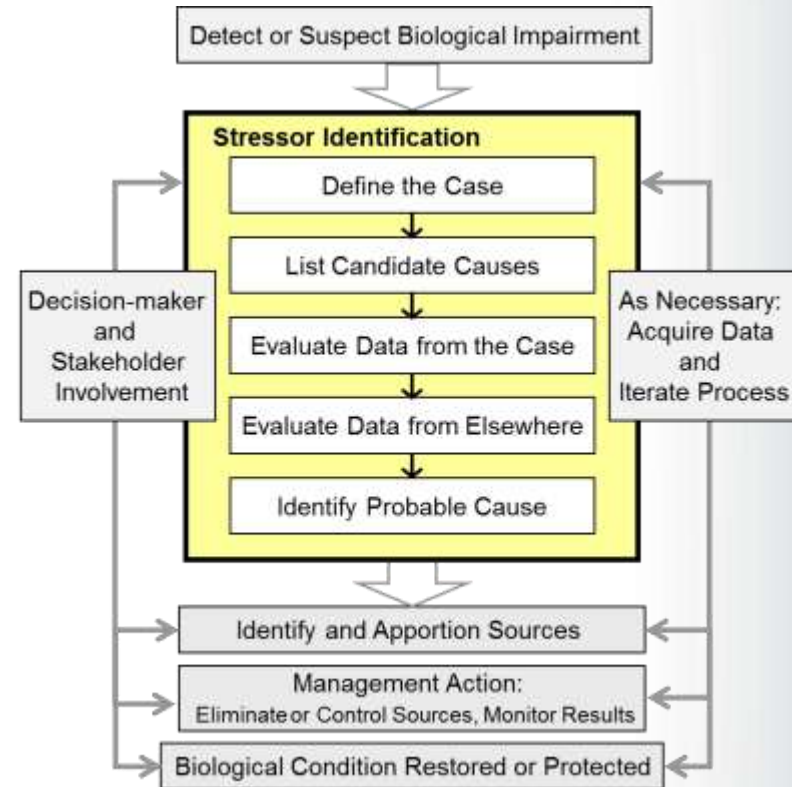 Detect or Suspect Biological Impairment
Stressor Identification
Define the Case
List Candidate Causes
Decision-maker
and
Stakeholder
Involvement
As Necessary:
Acquire Data
and
Iterate Process
Evaluate Data from the Case
Evaluate Data from Elsewhere
Identify Probable Cause
Identify and Apportion Sources
Management Action:
Eliminate or Control Sources, Monitor Results
Biological Condition Restored or Protected